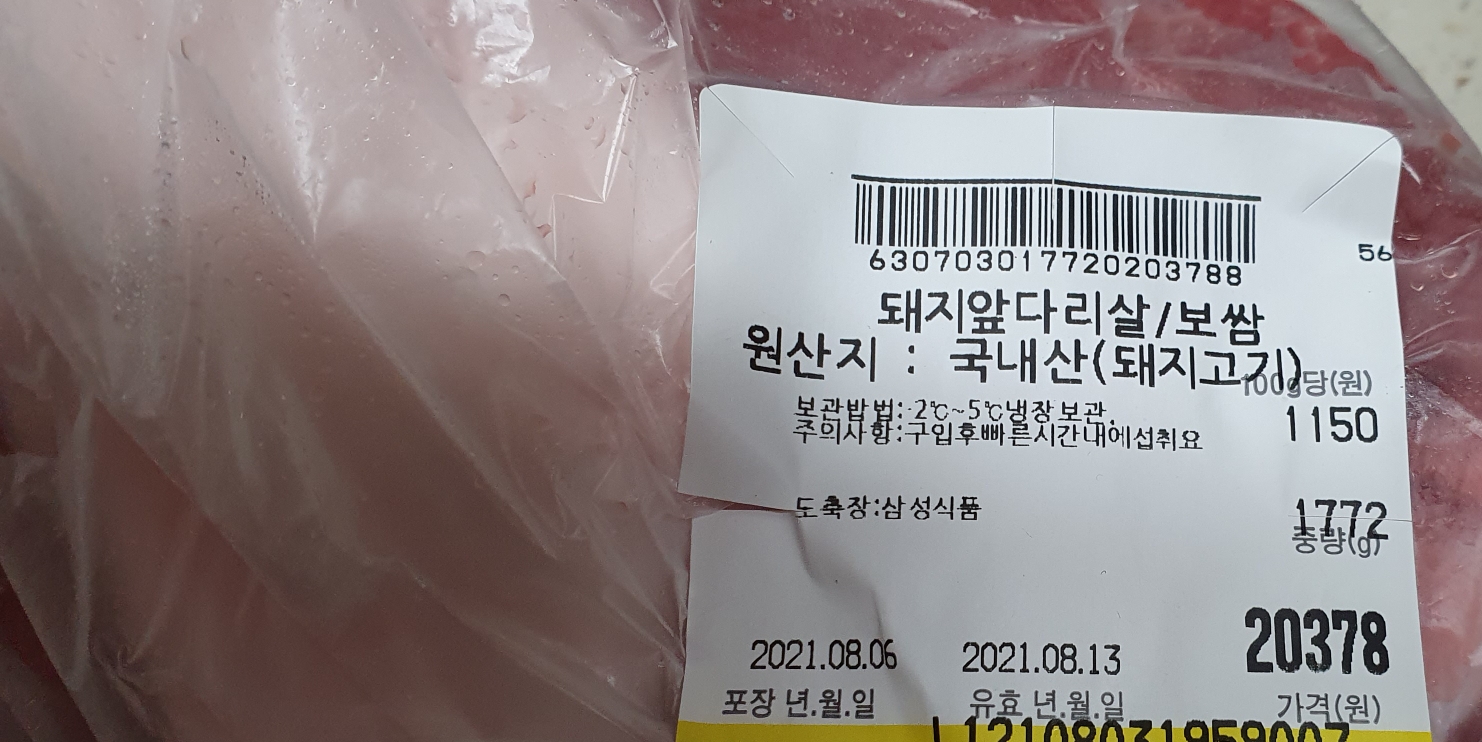 6307030177720203788
56
돼지앞다리살/보쌈
원산지 : 국내산(돼지고기)
100g당(원)
보관방법:-2℃~5℃냉장보관.
1150
주의사항:구입후빠른시간내에섭취요
도축장:삼성식품
1772
중량(g)
20378
2021.08.06 2021.08.13
포장 년.월.일 유효 년.월.일 가격(원)
L12108031959007